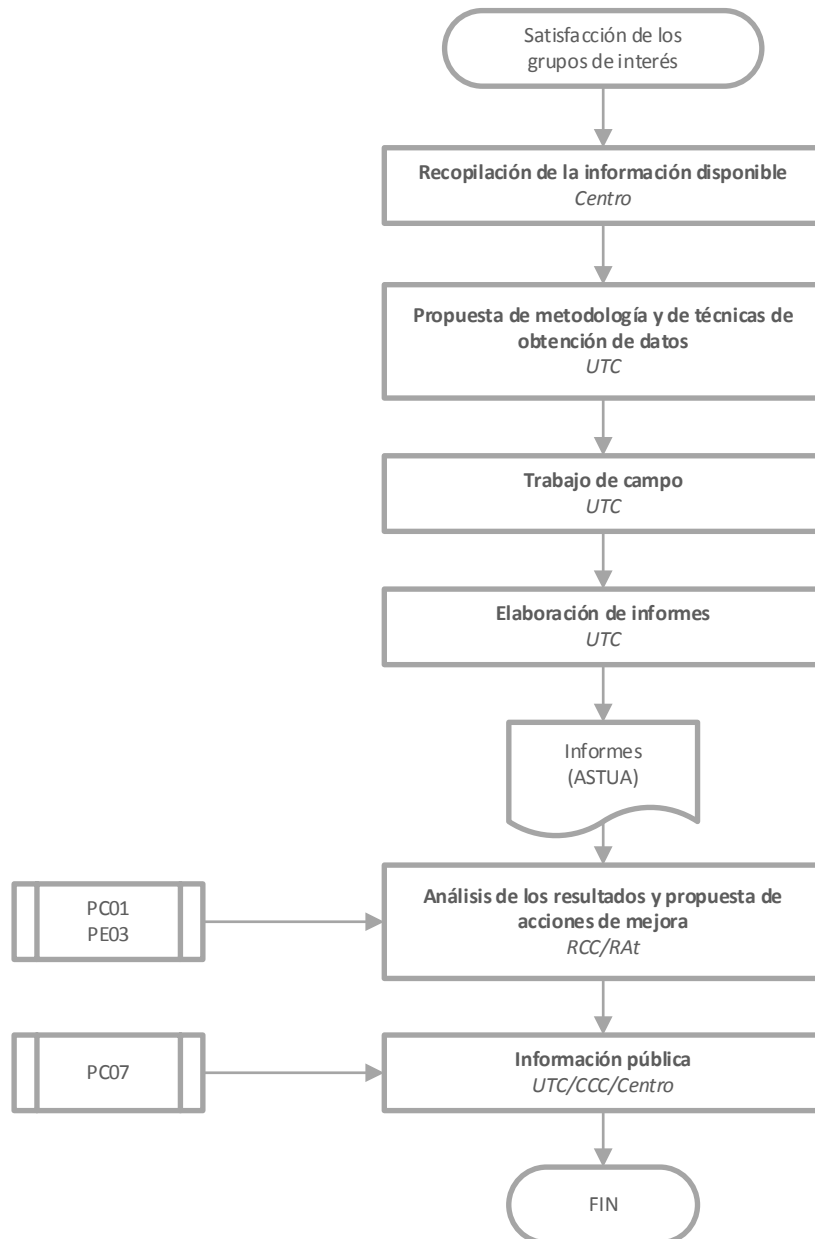 Satisfacción de los
grupos de interés
Recopilación de la información disponible
Centro
Propuesta de metodología y de técnicas de
obtención de datos
UTC
Trabajo de campo
UTC
Elaboración de informes
UTC
Informes
(ASTUA)
PC01
PE03
Análisis de los resultados y propuesta de
acciones de mejora
RCC/RAt
PC07
Información pública
UTC/CCC/Centro
FIN